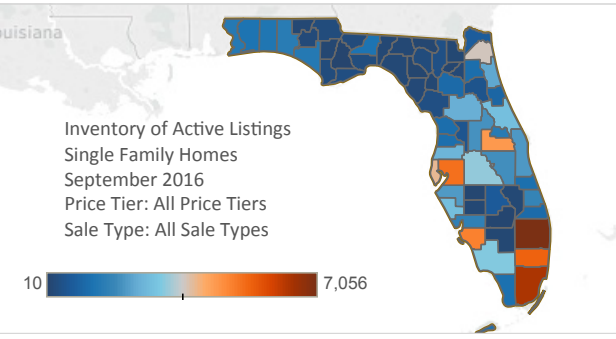 ouisiana
Inventory of Active Listings
Single Family Homes
September 2016
Price Tier: All Price Tiers
Sale Type: All Sale Types
10 7,056